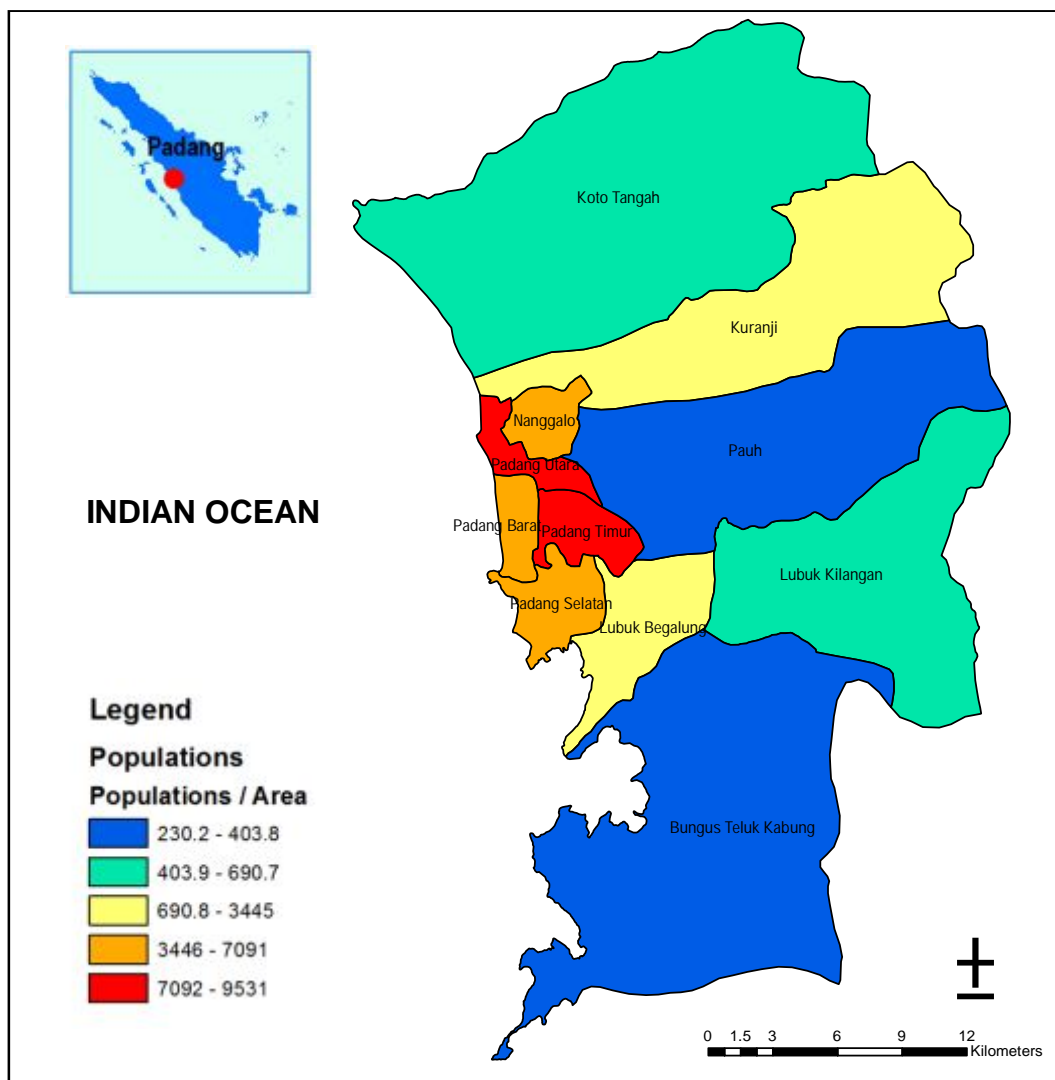 Padang
Koto Tangah
Kuranji
Nanggalo
Pauh
Padang Utara
INDIAN OCEAN
Padang Barat
Padang Timur
Lubuk Kilangan
Padang Selatan
Lubuk Begalung
Bungus Teluk Kabung
Legend
Populations
Populations / Area
230.2 - 403.8
403.9 - 690.7
690.8 - 3445
3446 - 7091
7092 - 9531
0 1.5 3 6 9 12
Kilometers